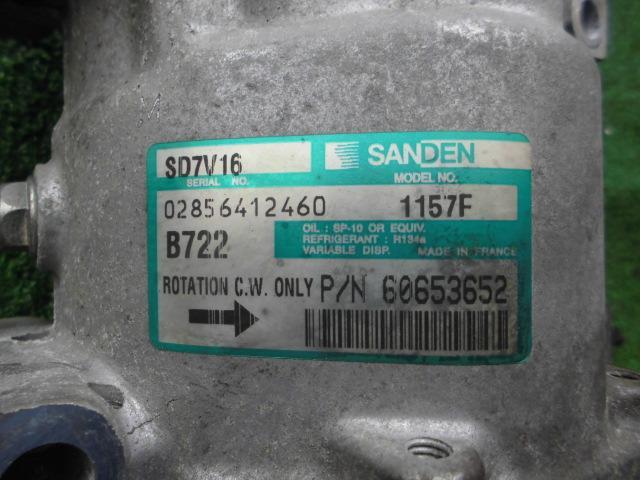 SD7V16 SANDEN
SERIAL NO. MODEL NO.
02856412460 1157F
B722
OIL : SP-10 OR EQUIV.
REFRIGERANT : R134a
VARIABLE DISP. MADE IN FRANCE
ROTATION C.W. ONLY P/N 60653652